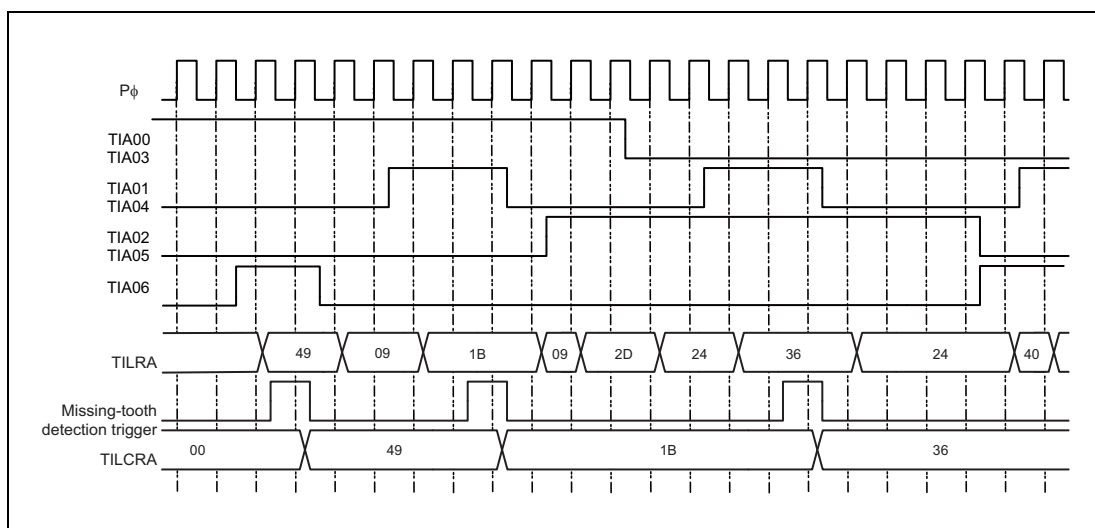 Pϕ
TIA00
TIA03
TIA01
TIA04
TIA02
TIA05
TIA06
TILRA 49 09 1B 09 2D 24 36 24 40
Missing-tooth
detection trigger
TILCRA 00 49 1B 36